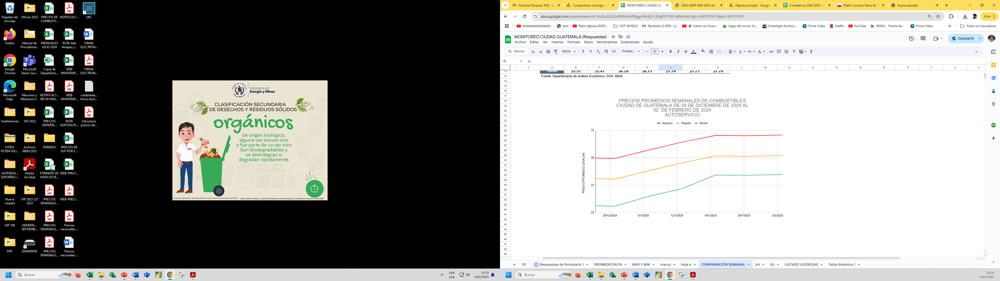 Papelera de reciclaje
Oficios 2023
PRECIOS DE COMBUSTI...
NOTIFICACI...
UKC
Firefox
Manual de Procedimie...
MENSUALES JULIO 2024
RUTA Alta Verapaz y...
FIRMA ELECTRON...
Google Chrome
Microsoft Teams (wo...
Copia de Departame...
WEB INVENTARI...
FIRMA ELECTRON...
Microsoft Edge
Maximos y Minismos f...
NOTIFICACI... RR HH IRIA...
WEB INVENTARI...
credentials... firma elect...
trasferencias
SAT 2023
PRECIOS DEPARTA...
RUTA QUETZALTE...
Estructura precios de...
FOTOS PETEM JULI...
Archivos MEM 2022
PERMISO
PRECIOS DE GLP POR E...
AUTORIZA... EXPORTACI...
Adobe Acrobat
FORMATO DE VIATICOS N...
WEB-PRECI...
Nueva carpeta
UIP 2023 227 2023
PRECIOS SEMANALE...
WEB-PRECI...
UIP 168
DEPARTA... SEPTIEMB...
PRECIOS SEMANALE...
Precios nacionales ...
PDF
DATADRIVE
PRECIOS SEMANALE...
Precios nacionales ...
GOBIERNO DE LA REPÚBLICA
GUATEMALA
Ministerio de
Energía y Minas
CLASIFICACIÓN SECUNDARIA
DE DESECHOS Y RESIDUOS SÓLIDOS
orgánicos
De origen biológico,
alguna vez estuvo vivo
o fue parte de un ser vivo.
Son Biodegradables y
se desintegran o
degradan rápidamente.
Acuerdo Gubernativo 184-2023 (reformas del Acuerdo Gubernativo 164-2021) "REGLAMENTO PARA LA GESTIÓN INTEGRAL DE LOS RESIDUOS Y DESECHOS SÓLIDOS COMUNES"
Buscar
ESP
LAA
14:32
3/02/2025
Solicitud Parqueo #38 - a
Compartidos conmigo - G
MONITOREO CIUDAD GU
DGH-AEXP-009-2025 AUT
Página principal - Google
Correlativos DAE 2025 - H
Platts Connect: News & In
Nueva pestaña
docs.google.com/spreadsheets/d/1KuDx53z2j5d95BeFdW0ggrJMrXj3-L9EgX311B51s8M/edit?gid=360759357#gid=360759357
Error
ddddddddddddddd...
sent
Pablo Iglesias AVER...
HOT WHEELS
Recibidos (3.905) - a...
Canta con Noso...
Juego de tronos: 5x...
Greenlight Auction...
Prime Video
Netflix
YouTube
PANAL - Puerta de...
Prime Video
Todos los marcadores
MONITOREO CIUDAD GUATEMALA (Respuestas)
Archivo Editar Ver Insertar Formato Datos Herramientas Extensiones Ayuda
Compartir
Menús 100% $ % .0 .00 123 Predet... 10 B I A
I5 fx
C D E F G H I J K L M N O P Q R S T U V
12 Diesel 25.51 25.47 26.18 26.75 27.74 27.73 27.79
13 Fuente: Departamento de Análisis Económico, DGH, MEM
14
15
16
17
18
19
20
21
22
23
24
25
26
27
28
29
30
31
32
33
34
35
36
37
38
39
40
41
42
43
44
45
46
47
48
49
PRECIOS PROMEDIOS SEMANALES DE COMBUSTIBLES
CIUDAD DE GUATEMALA DE 29 DE DICIEMBRE DE 2024 AL
02 DE FEBRERO DE 2024
AUTOSERVICIO
Superior Regular Diesel
PRECIO PROMEDIO Q/GALÓN
31
29
27
25
29/12/2024 5/1/2025 12/1/2025 19/1/2025 26/1/2025 2/2/2025
Respuestas de formulario 1 PROMEDIO RUTA MAX Y MIN marca Hoja 6 COMPARACIÓN SEMANAL A4 A3 LISTADO LICENCIAS Tabla dinámica 1
Buscar
14:32
3/02/2025